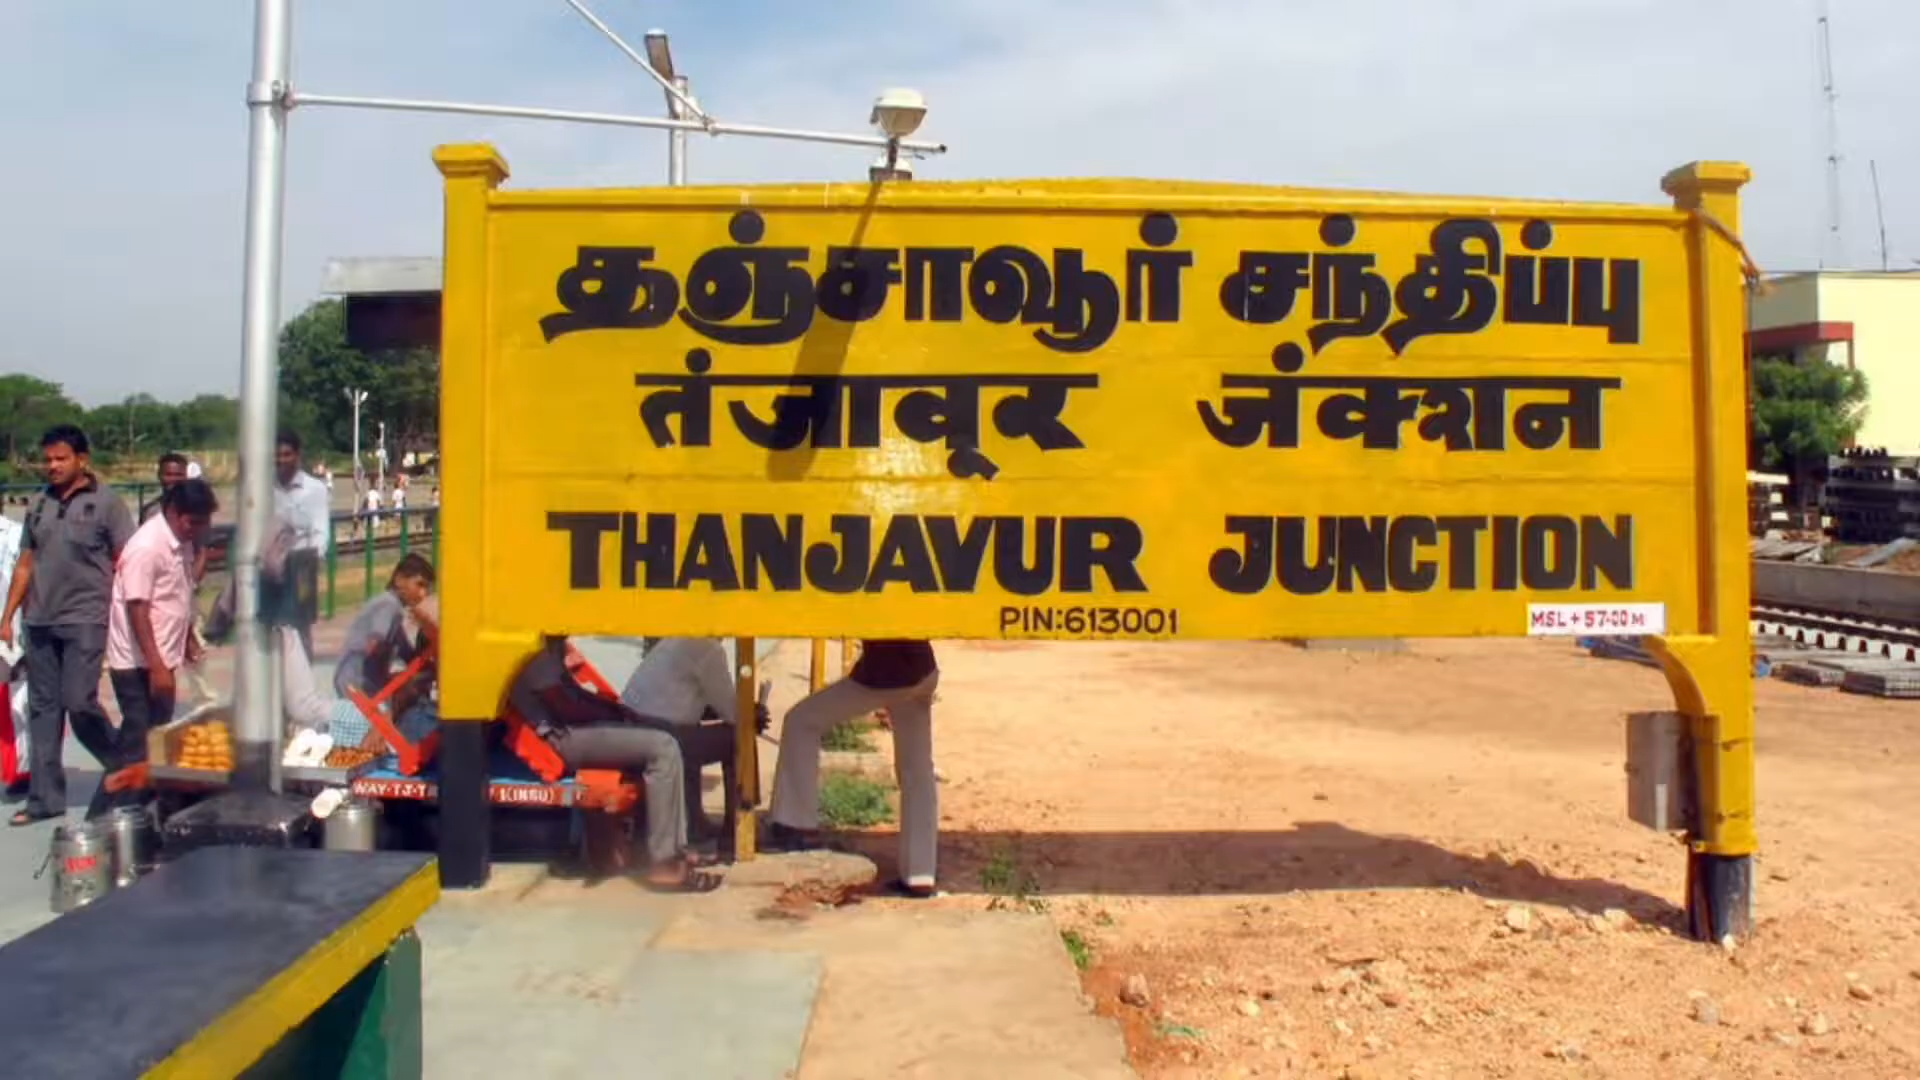 தஞ்சாவூர் சந்திப்பு
तंजावूर जंक्शन
THANJAVUR JUNCTION
PIN:613001
MSL + 57.00 M